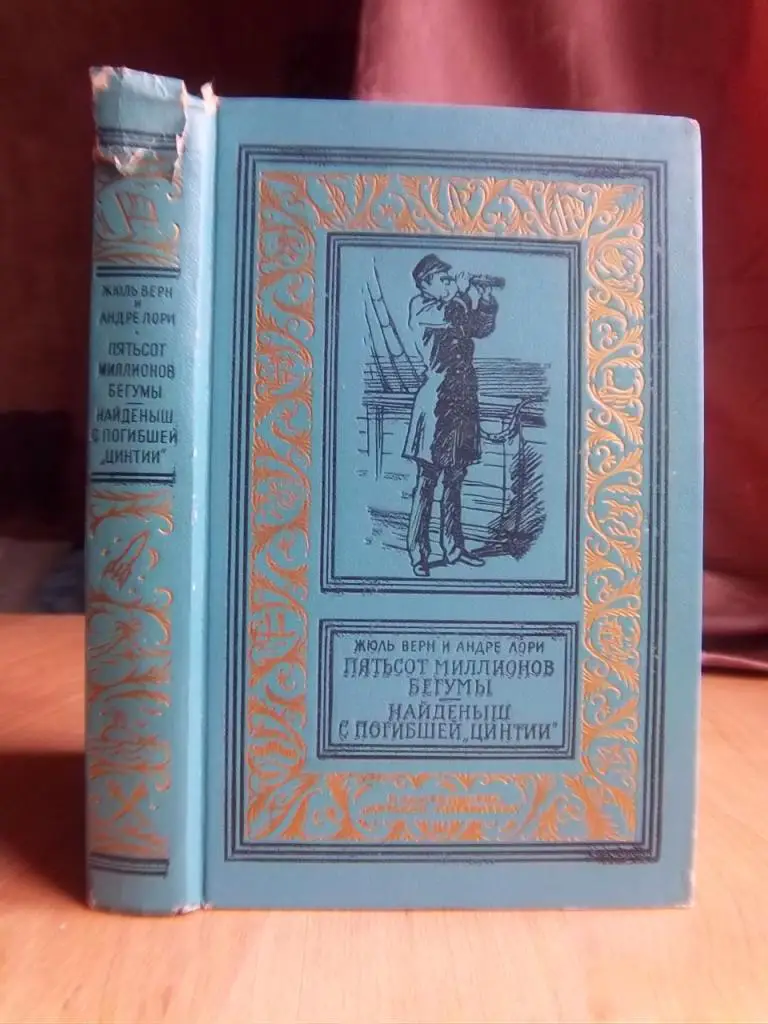 ЖЮЛЬ ВЕРН
И
АНДРЕ ЛОРИ
ПЯТЬСОТ
МИЛЛИОНОВ
БЕГУМЫ
НАЙДЕНЫШ
С ПОГИБШЕЙ
„ЦИНТИИ"
ЖЮЛЬ ВЕРН И АНДРЕ ЛОРИ
ПЯТЬСОТ МИЛЛИОНОВ
БЕГУМЫ
НАЙДЕНЫШ
С ПОГИБШЕЙ „ЦИНТИИ"